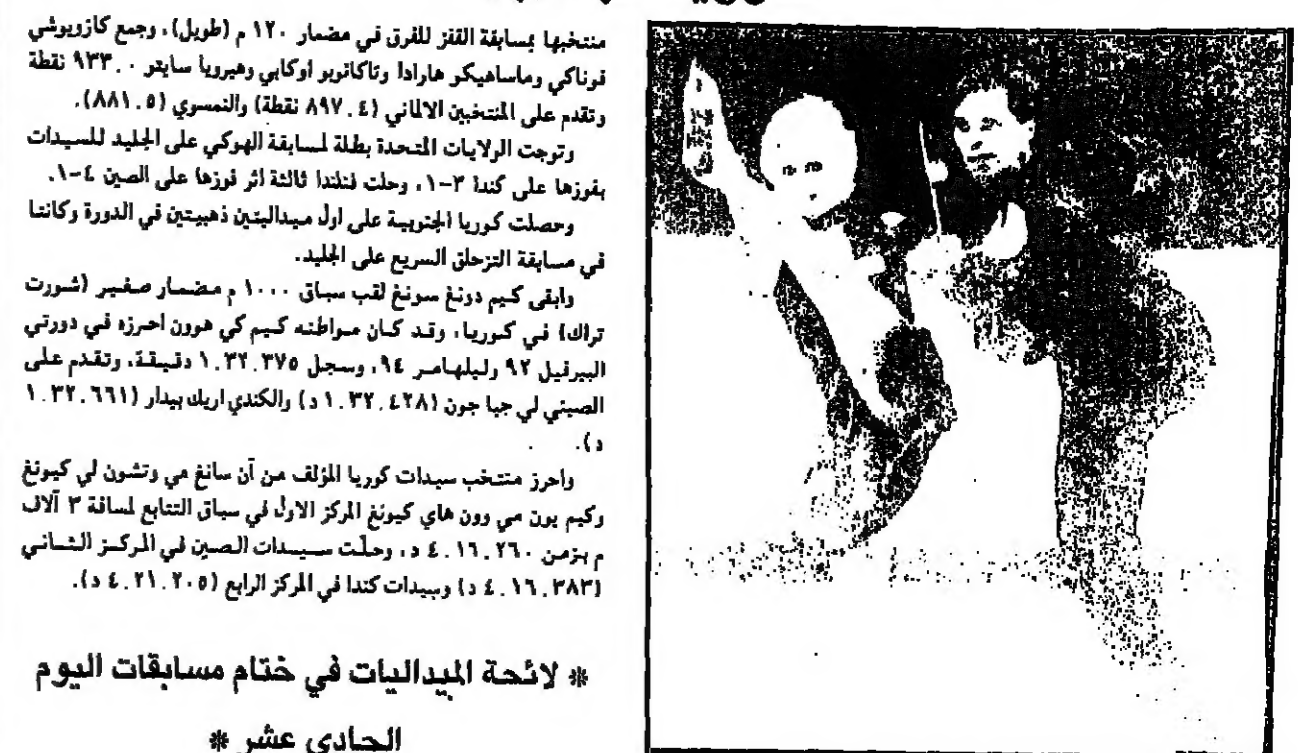 منتخبها بمسابقة القفز للفرق في مضمار ١٢٠ م (طويل)، وجمع كازويوشي
فوناكي وماساهيكو هارادا وتاكانوبو اوكابي وهيرويا سايتو ٩٣٣.٠ نقطة
وتقدم على المنتخبين الالماني (٨٩٧.٤ نقطة) والنمسوي (٨٨١.٥).
وتوجت الولايات المتحدة بطلة لمسابقة الهوكي على الجليد للسيدات
بفوزها على كندا ٣-١، وحلت فنلندا ثالثة اثر فوزها على الصين ٤-١.
وحصلت كوريا الجنوبية على اول ميداليتين ذهبيتين في الدورة وكانتا
في مسابقة التزحلق السريع على الجليد.
وابقى كيم دونغ سونغ لقب سباق ١٠٠٠ م مضمار صغير (شورت
تراك) في كوريا، وقد كان مواطنه كيم كي هوون احرزه في دورتي
البيرفيل ٩٢ وليلهامر ٩٤، وسجل ١.٣٢.٣٧٥ دقيقة، وتقدم على
الصيني لي جيا جون (١.٣٢.٤٢٨ د) والكندي اريك بيدار (١.٣٢.٦٦١
د).
واحرز منتخب سيدات كوريا المؤلف من آن سانغ مي وتشون لي كيونغ
وكيم يون مي وون هاي كيونغ المركز الاول في سباق التتابع لمسافة ٣ آلاف
م بزمن ٤.١٦.٢٦٠ د، وحلّت سيدات الصين في المركز الثاني
(٤.١٦.٣٨٣ د) وسيدات كندا في المركز الرابع (٤.٢١.٢٠٥ د).
* لائحة الميداليات في ختام مسابقات اليوم
الحادي عشر *